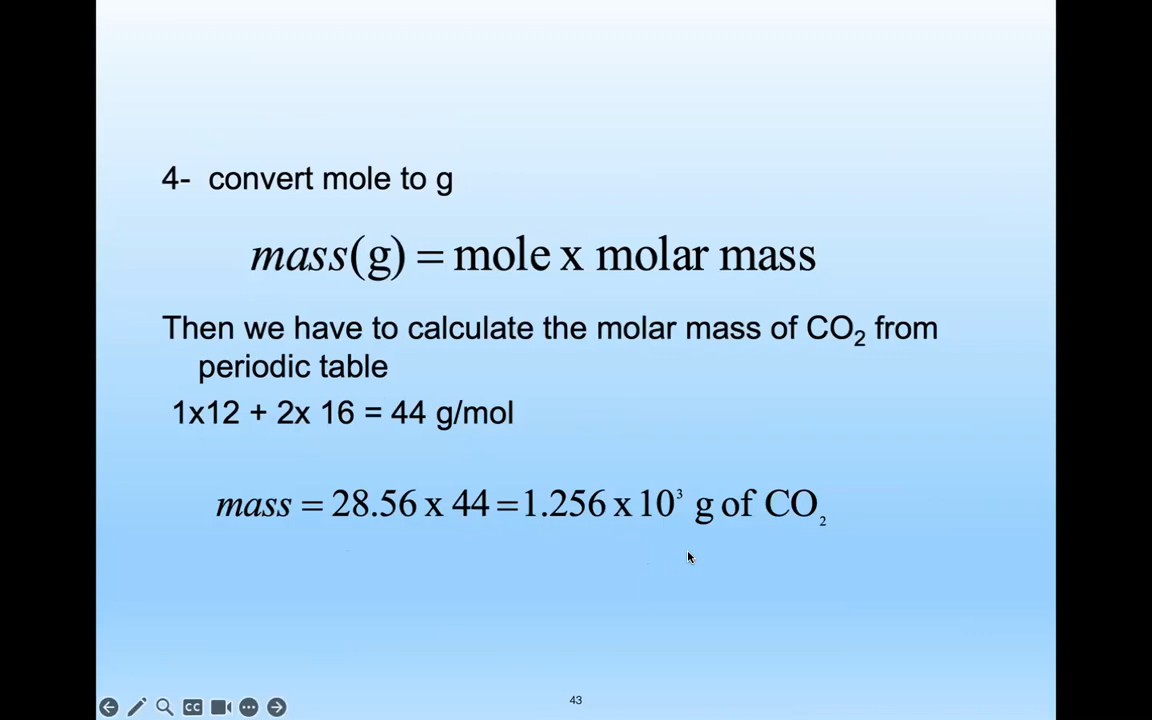 4- convert mole to g
mass(g) = mole x molar mass
Then we have to calculate the molar mass of CO₂ from
periodic table
1x12 + 2x 16 = 44 g/mol
mass = 28.56 x 44 = 1.256 x 10³ g of CO₂
CC
43